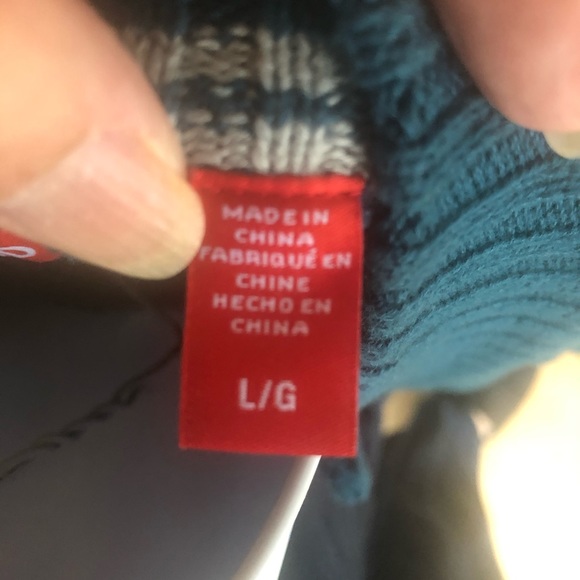 MADE IN
CHINA
FABRIQUÉ EN
CHINE
HECHO EN
CHINA
L/G